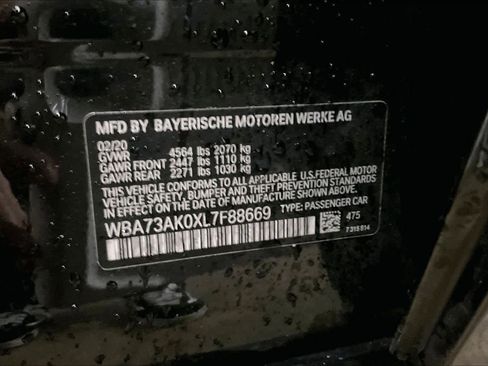 MFD BY BAYERISCHE MOTOREN WERKE AG
02/20
GVWR 4564 lbs 2070 kg
GAWR FRONT 2447 lbs 1110 kg
GAWR REAR 2271 lbs 1030 kg
THIS VEHICLE CONFORMS TO ALL APPLICABLE U.S. FEDERAL MOTOR
VEHICLE SAFETY, BUMPER AND THEFT PREVENTION STANDARDS
IN EFFECT ON THE DATE OF MANUFACTURE SHOWN ABOVE.
WBA73AK0XL7F88669 TYPE: PASSENGER CAR
475
7 315 814